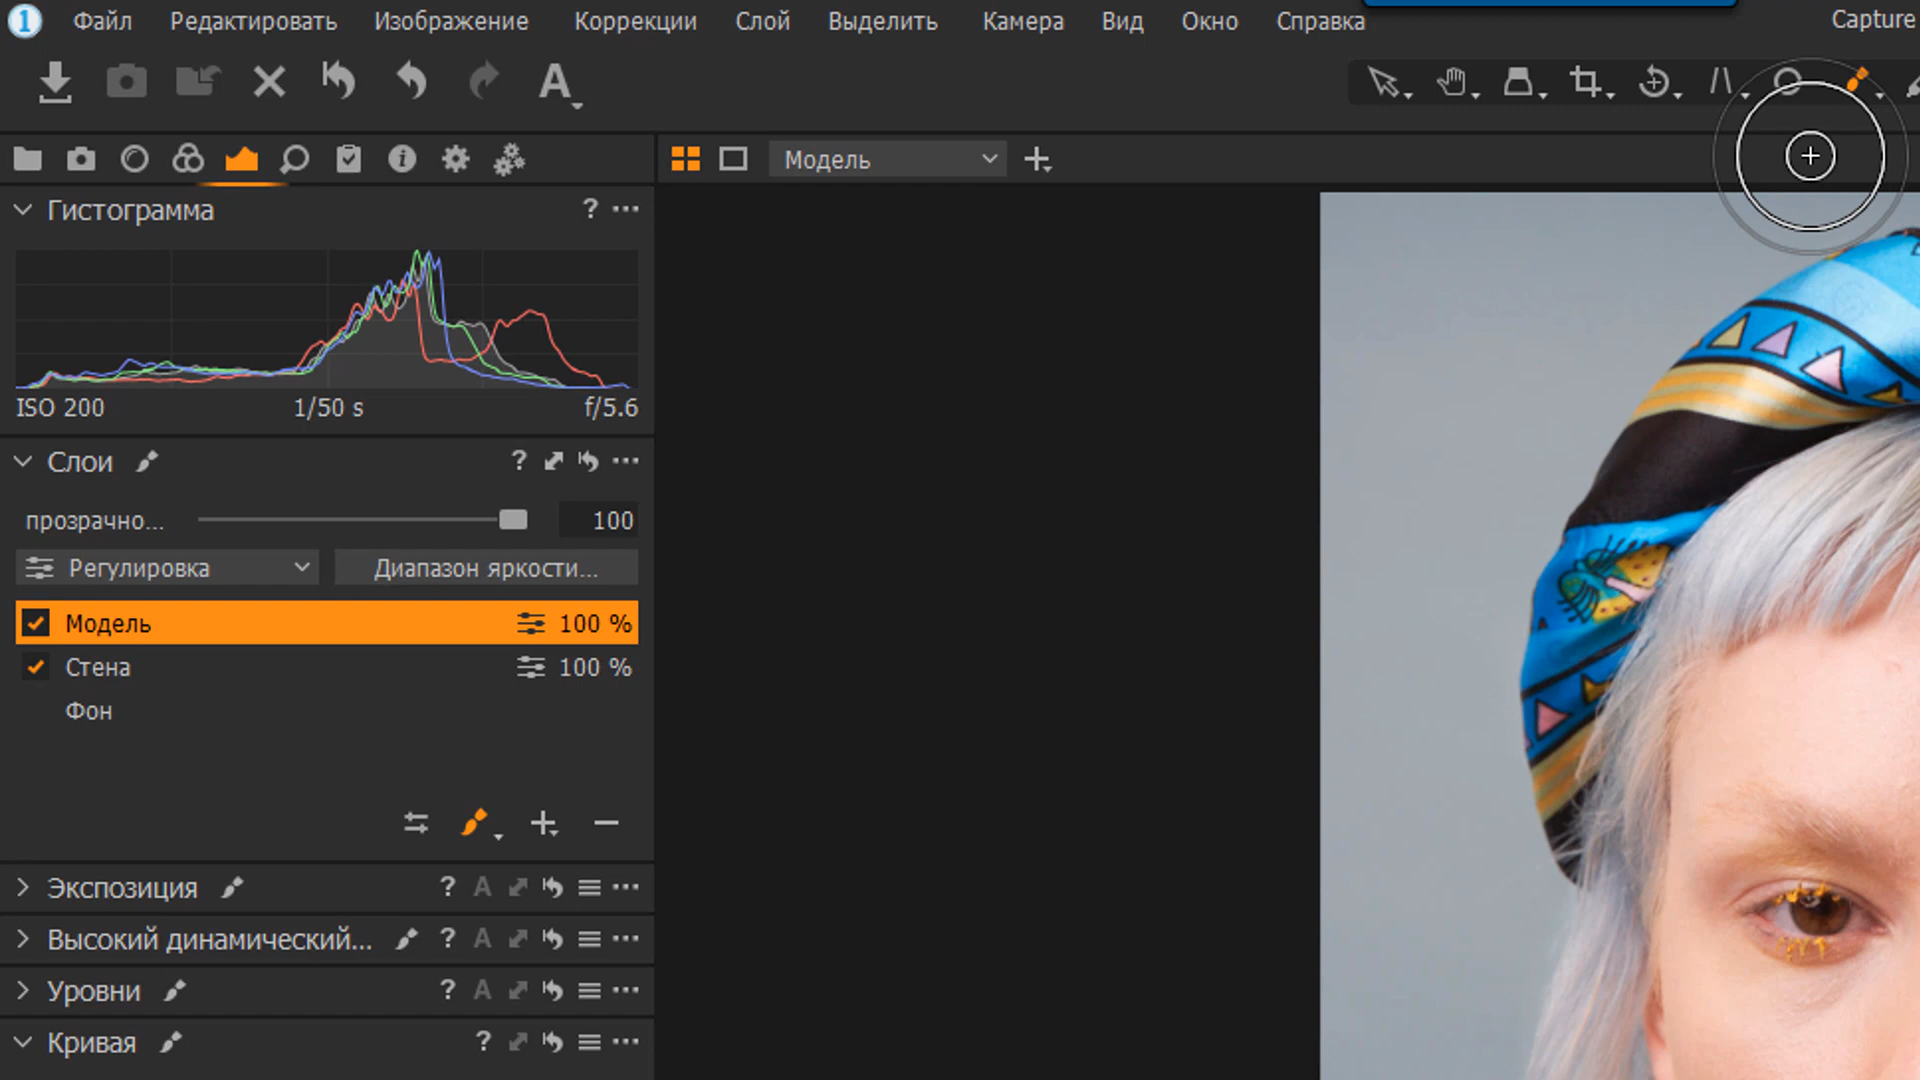 1 Файл Редактировать Изображение Коррекции Слой Выделить Камера Вид Окно Справка Capture
A
Модель
Гистограмма ? ...
ISO 200 1/50 s f/5.6
Слои ? ...
прозрачно... 100
Регулировка Диапазон яркости...
Модель 100 %
Стена 100 %
Фон
Экспозиция ? A ...
Высокий динамический... ? A ...
Уровни ? A ...
Кривая ? ...